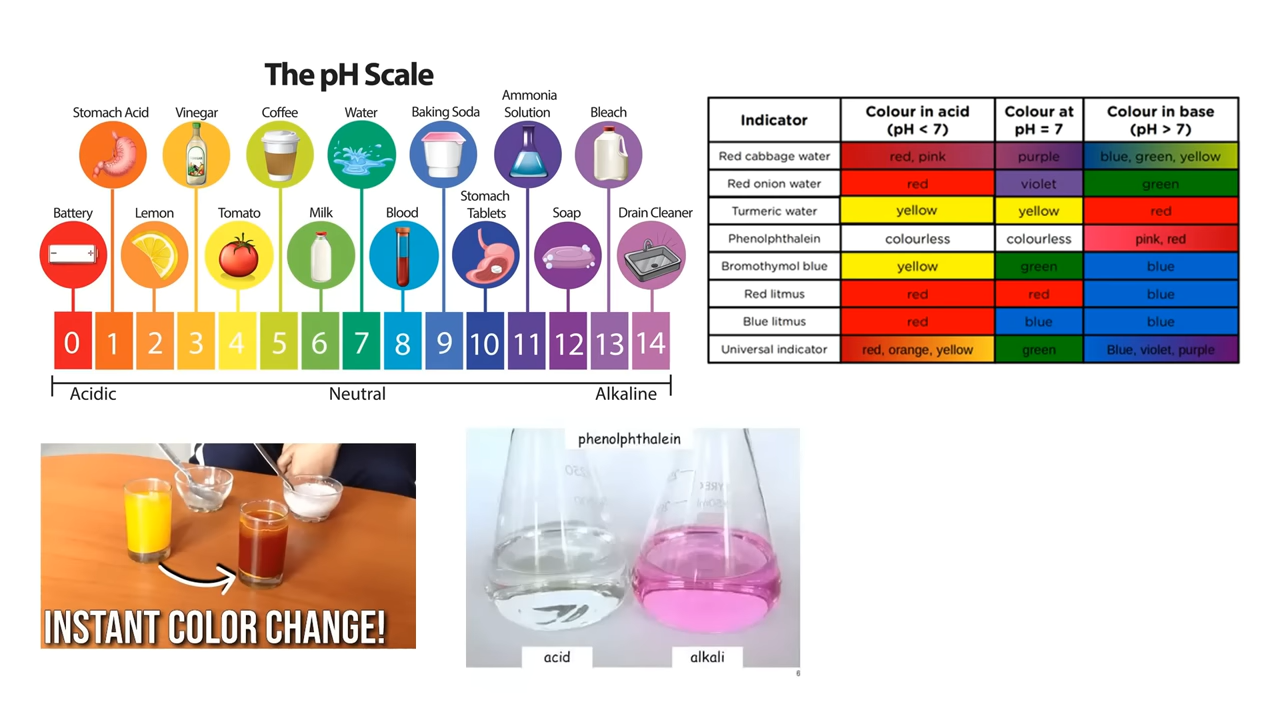 The pH Scale
Stomach Acid
Vinegar
Coffee
Water
Baking Soda
Ammonia
Solution
Bleach
Battery
Lemon
Tomato
Milk
Blood
Stomach
Tablets
Soap
Drain Cleaner
0 1 2 3 4 5 6 7 8 9 10 11 12 13 14
Acidic Neutral Alkaline
Indicator
Colour in acid
(pH < 7)
Colour at
pH = 7
Colour in base
(pH > 7)
Red cabbage water red, pink purple blue, green, yellow
Red onion water red violet green
Turmeric water yellow yellow red
Phenolphthalein colourless colourless pink, red
Bromothymol blue yellow green blue
Red litmus red red blue
Blue litmus red blue blue
Universal indicator red, orange, yellow green Blue, violet, purple
INSTANT COLOR CHANGE!
phenolphthalein
acid
alkali
6